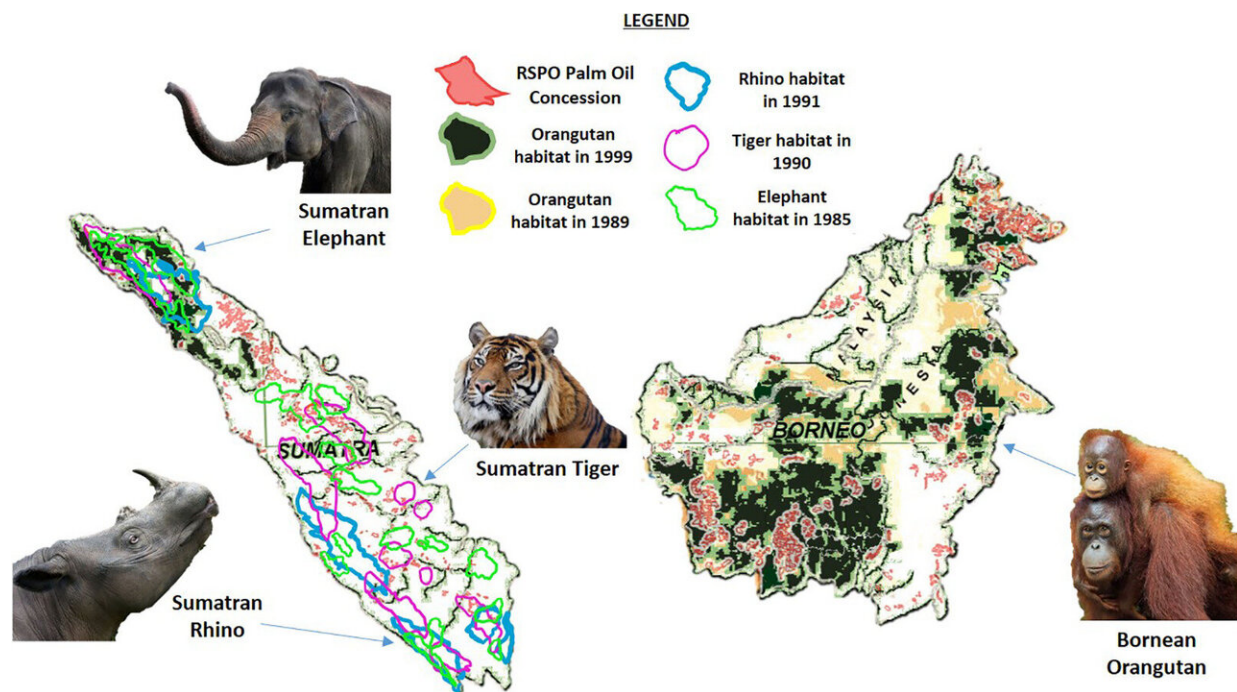 LEGEND
RSPO Palm Oil
Concession
Rhino habitat
in 1991
Orangutan
habitat in 1999
Tiger habitat in
1990
Orangutan
habitat in 1989
Elephant
habitat in 1985
Sumatran
Elephant
MALAYSIA
SUMATRA
Sumatran Tiger
BORNEO
Sumatran
Rhino
Bornean
Orangutan